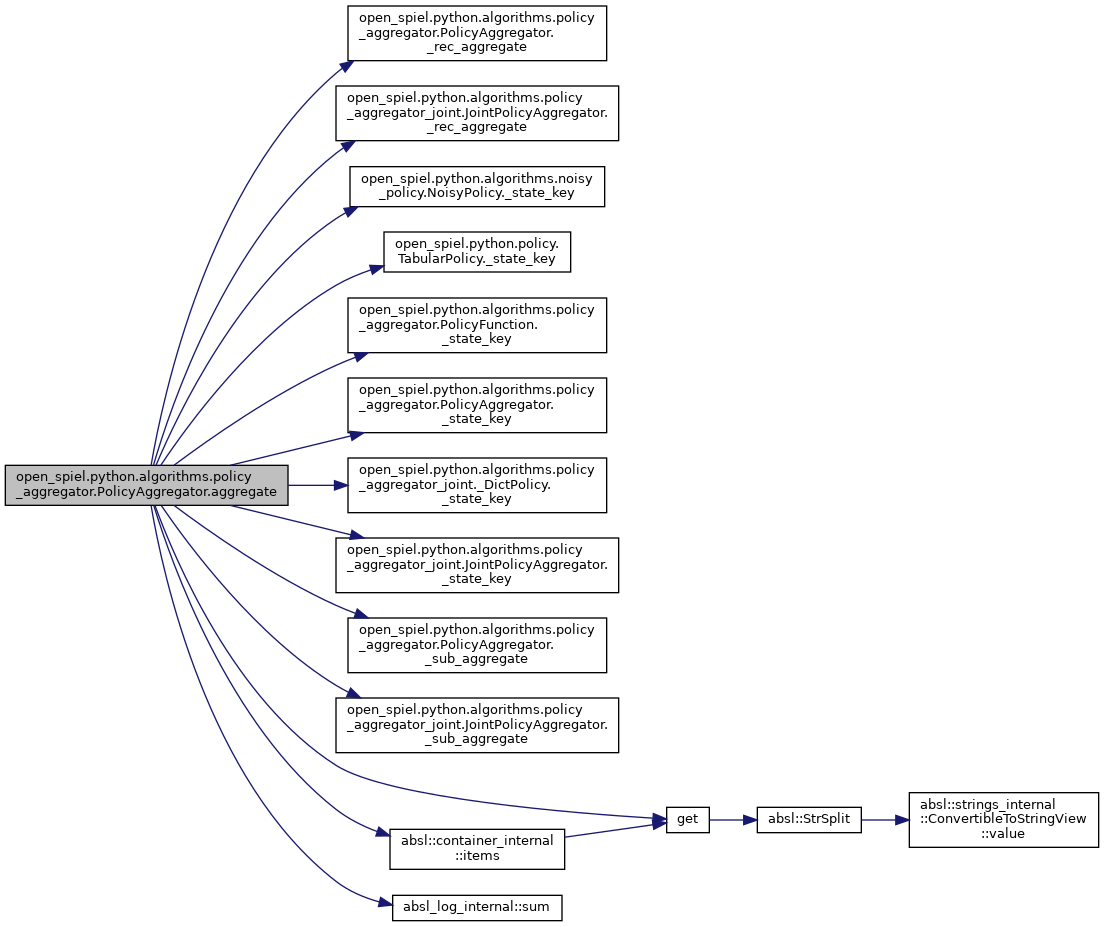 open_spiel.python.algorithms.policy
_aggregator.PolicyAggregator.
_rec_aggregate
open_spiel.python.algorithms.policy
_aggregator_joint.JointPolicyAggregator.
_rec_aggregate
open_spiel.python.algorithms.noisy
_policy.NoisyPolicy._state_key
open_spiel.python.policy.
TabularPolicy._state_key
open_spiel.python.algorithms.policy
_aggregator.PolicyFunction.
_state_key
open_spiel.python.algorithms.policy
_aggregator.PolicyAggregator.
_state_key
open_spiel.python.algorithms.policy
_aggregator.PolicyAggregator.aggregate
open_spiel.python.algorithms.policy
_aggregator_joint._DictPolicy.
_state_key
open_spiel.python.algorithms.policy
_aggregator_joint.JointPolicyAggregator.
_state_key
open_spiel.python.algorithms.policy
_aggregator.PolicyAggregator.
_sub_aggregate
open_spiel.python.algorithms.policy
_aggregator_joint.JointPolicyAggregator.
_sub_aggregate
get
absl::StrSplit
absl::strings_internal
::ConvertibleToStringView
::value
absl::container_internal
::items
absl_log_internal::sum